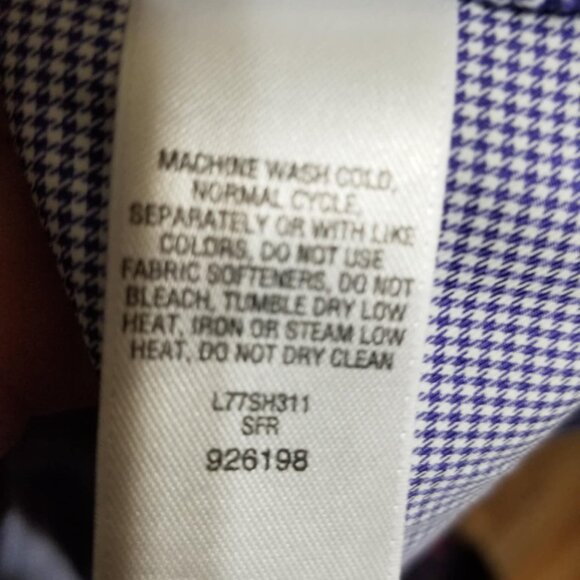 MACHINE WASH COLD,
NORMAL CYCLE,
SEPARATELY OR WITH LIKE
COLORS, DO NOT USE
FABRIC SOFTENERS, DO NOT
BLEACH, TUMBLE DRY LOW
HEAT, IRON OR STEAM LOW
HEAT, DO NOT DRY CLEAN
L77SH311
SFR
926198